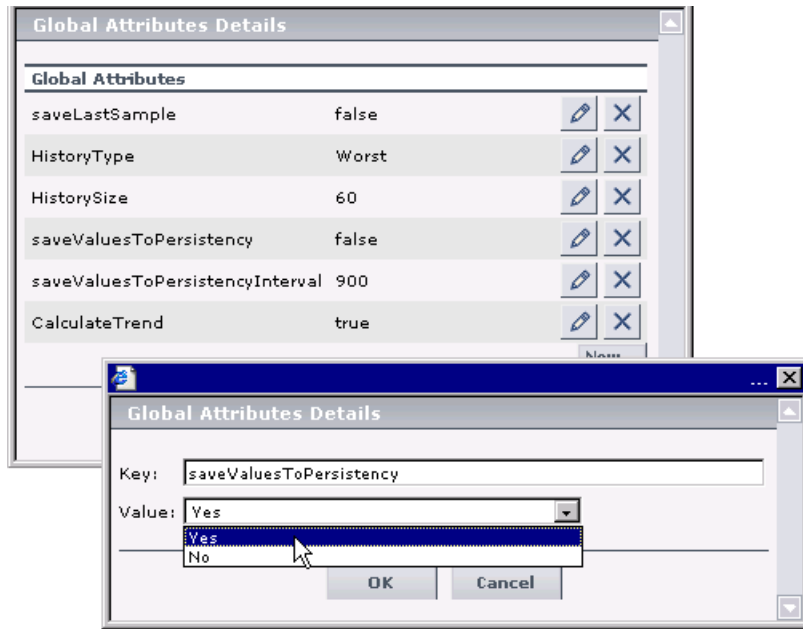 Global Attributes Details
Global Attributes
saveLastSample false
HistoryType Worst
HistorySize 60
saveValuesToPersistency false
saveValuesToPersistencyInterval 900
CalculateTrend true
...
Global Attributes Details
Key: saveValuesToPersistency
Value: Yes
Yes
No
OK Cancel